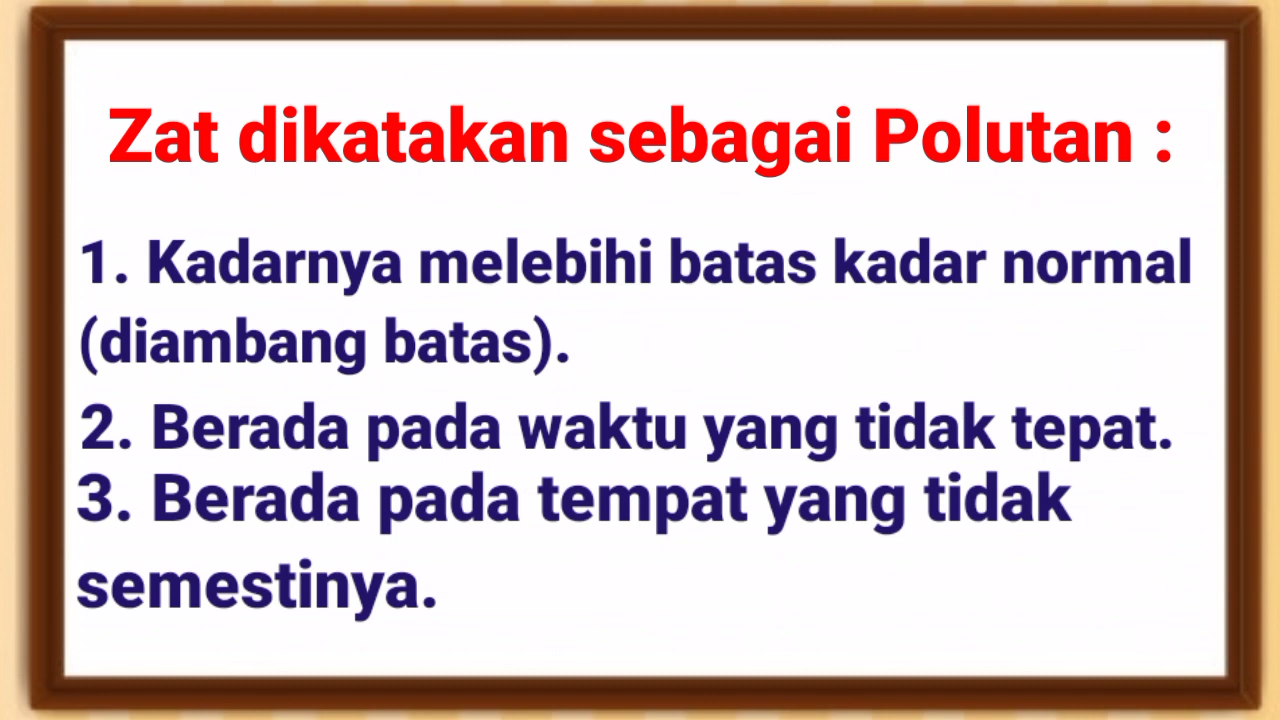 Zat dikatakan sebagai Polutan :
1. Kadarnya melebihi batas kadar normal
(diambang batas).
2. Berada pada waktu yang tidak tepat.
3. Berada pada tempat yang tidak
semestinya.